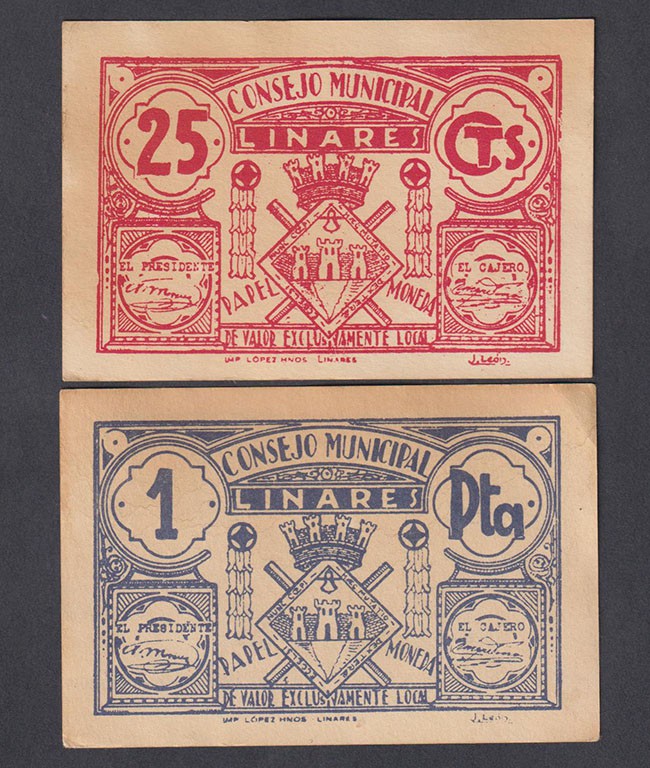 CONSEJO MUNICIPAL
25 LINARES CTS
EL PRESIDENTE
EL CAJERO
PAPEL MONEDA
DE VALOR EXCLUSIVAMENTE LOCAL
IMP LÓPEZ HNOS LINARES
J. León
CONSEJO MUNICIPAL
1 LINARES Pta
EL PRESIDENTE
EL CAJERO
PAPEL MONEDA
DE VALOR EXCLUSIVAMENTE LOCAL
IMP LÓPEZ HNOS LINARES
J. León